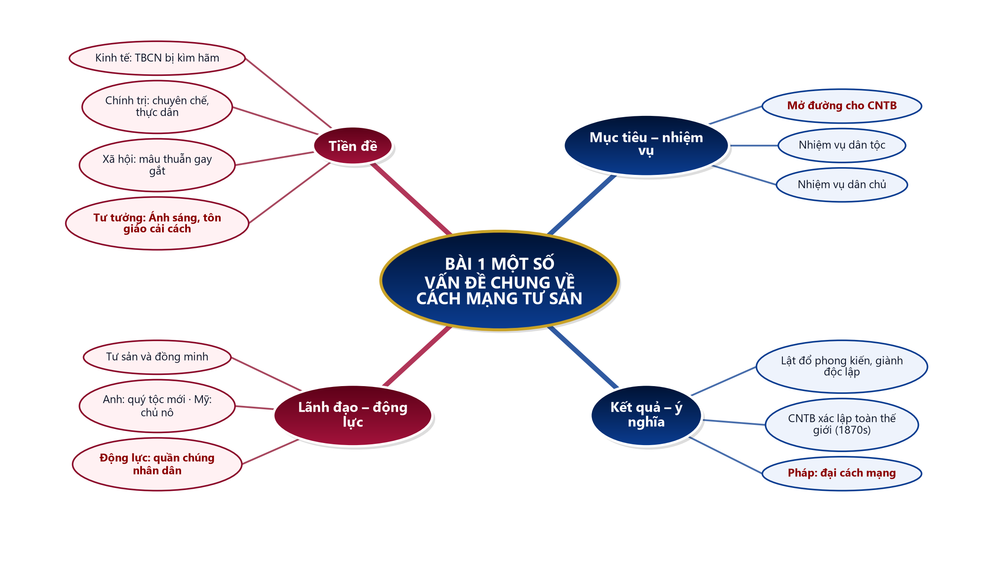 Kinh tế: TBCN bị kìm hãm
Chính trị: chuyên chế,
thực dân
Xã hội: mâu thuẫn gay
gắt
Tư tưởng: Ánh sáng, tôn
giáo cải cách
Tiền đề
Mục tiêu – nhiệm
vụ
Mở đường cho CNTB
Nhiệm vụ dân tộc
Nhiệm vụ dân chủ
BÀI 1 MỘT SỐ
VẤN ĐỀ CHUNG VỀ
CÁCH MẠNG TƯ SẢN
Tư sản và đồng minh
Anh: quý tộc mới · Mỹ:
chủ nô
Động lực: quần chúng
nhân dân
Lãnh đạo – động
lực
Kết quả – ý
nghĩa
Lật đổ phong kiến, giành
độc lập
CNTB xác lập toàn thế
giới (1870s)
Pháp: đại cách mạng